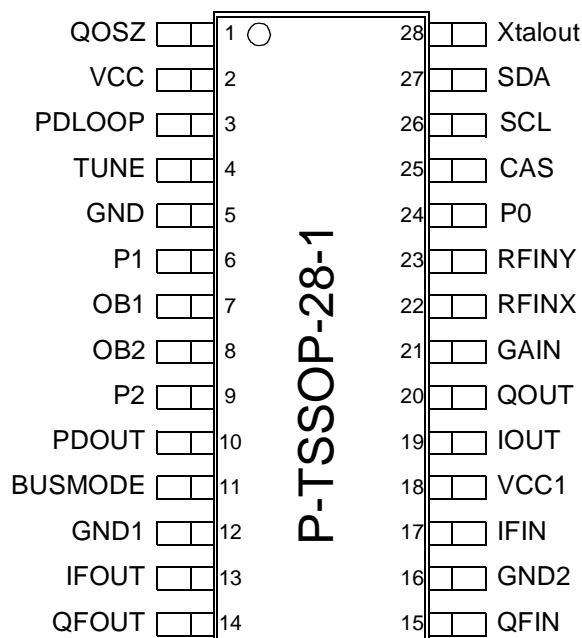 QOSZ 1 28 Xtalout
VCC 2 27 SDA
PDLOOP 3 26 SCL
TUNE 4 25 CAS
GND 5 24 P0
P1 6 23 RFINY
OB1 7 22 RFINX
OB2 8 21 GAIN
P2 9 20 QOUT
PDOUT 10 19 IOUT
BUSMODE 11 18 VCC1
GND1 12 17 IFIN
IFOUT 13 16 GND2
QFOUT 14 15 QFIN
P-TSSOP-28-1